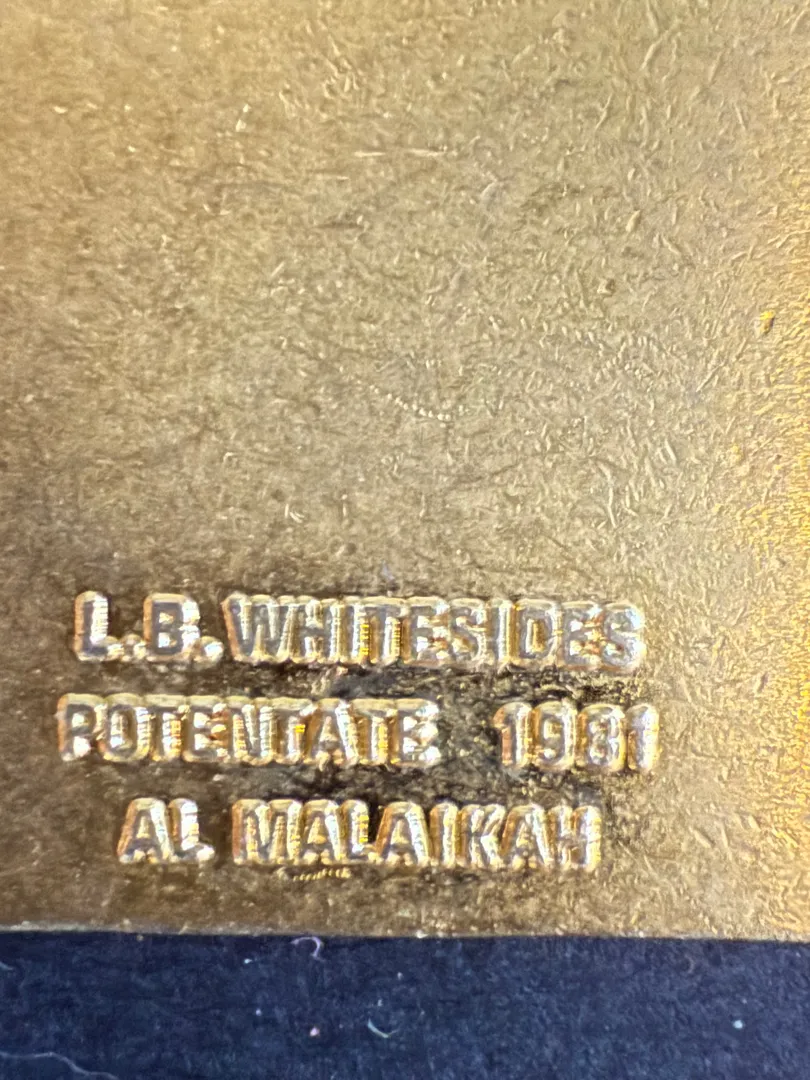 L.B.WHITESIDES
POTENTATE 1981
AL MALAIKAH